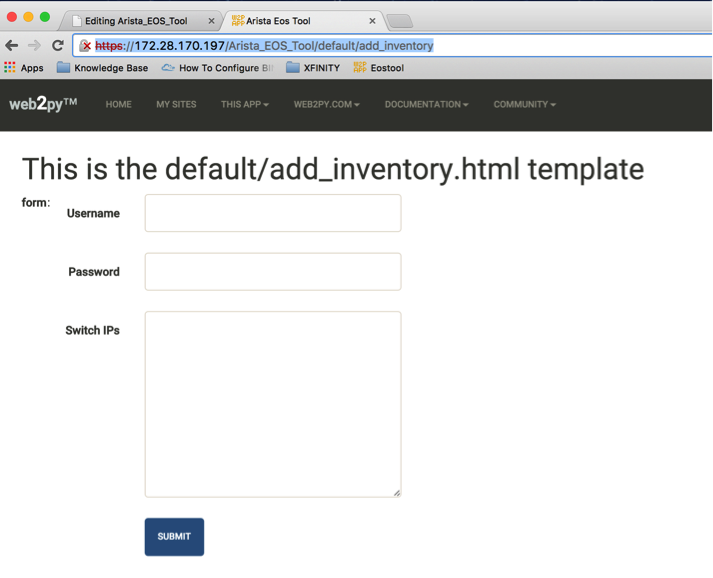 Editing Arista_EOS_Tool
Arista Eos Tool
https://172.28.170.197/Arista_EOS_Tool/default/add_inventory
Apps Knowledge Base How To Configure BI XFINITY Eostool
web2py™ HOME MY SITES THIS APP WEB2PY.COM DOCUMENTATION COMMUNITY
This is the default/add_inventory.html template
form:
Username
Password
Switch IPs
SUBMIT